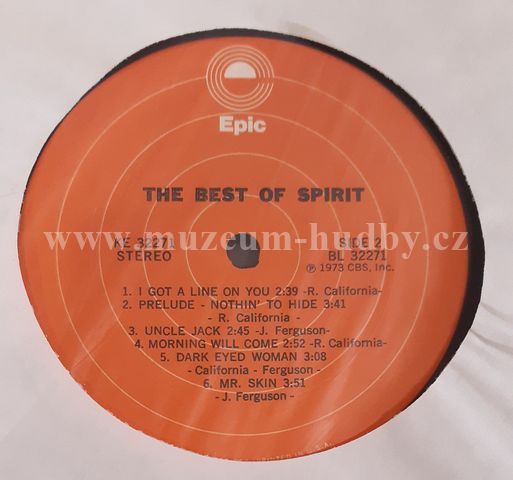 Epic
THE BEST OF SPIRIT
www.muzeum-hudby.cz
KE 32271
STEREO
SIDE 2
BL 32271
℗ 1973 CBS, Inc.
1. I GOT A LINE ON YOU 2:39 -R. California-
2. PRELUDE - NOTHIN' TO HIDE 3:41
- R. California -
3. UNCLE JACK 2:45 -J. Ferguson-
4. MORNING WILL COME 2:52 -R. California-
5. DARK EYED WOMAN 3:08
- California - Ferguson -
6. MR. SKIN 3:51
- J. Ferguson -